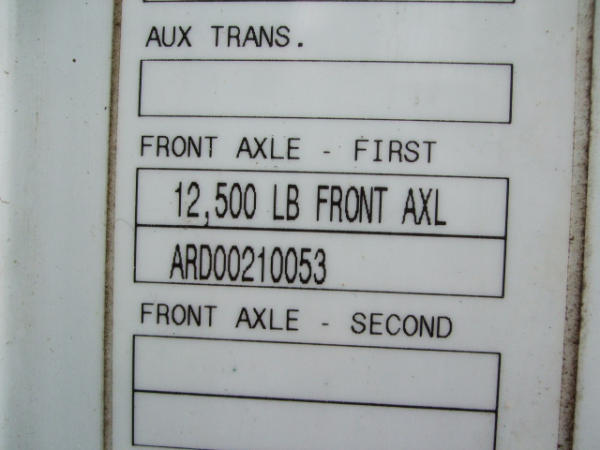 AUX TRANS.
FRONT AXLE - FIRST
12,500 LB FRONT AXL
ARD00210053
FRONT AXLE - SECOND